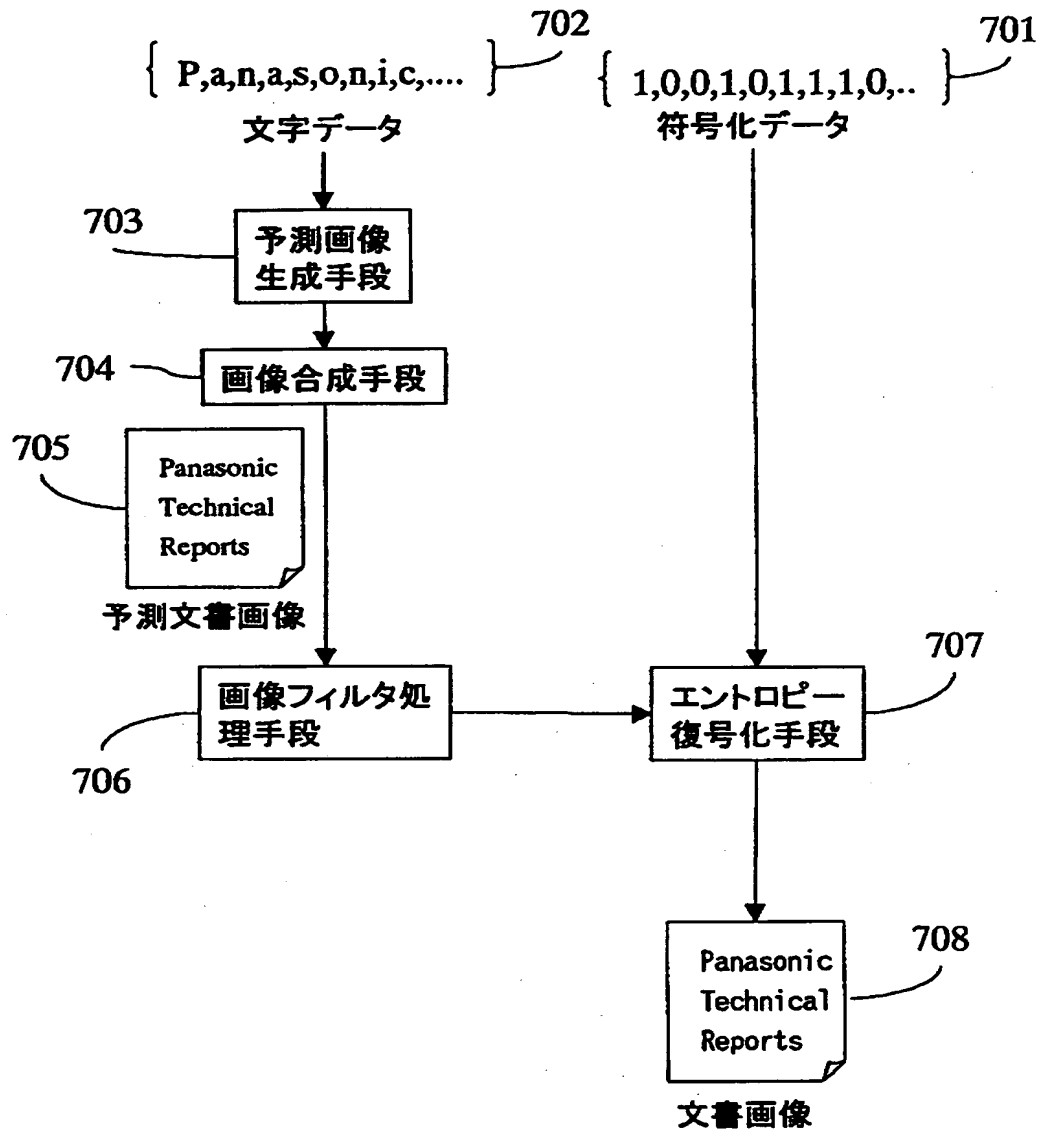 702
701
{ P,a,n,a,s,o,n,i,c,.... }
{ 1,0,0,1,0,1,1,1,0,.. }
文字データ
符号化データ
703
予測画像
生成手段
704
画像合成手段
705
Panasonic
Technical
Reports
予測文書画像
画像フィルタ処
理手段
706
707
エントロピー
復号化手段
708
Panasonic
Technical
Reports
文書画像